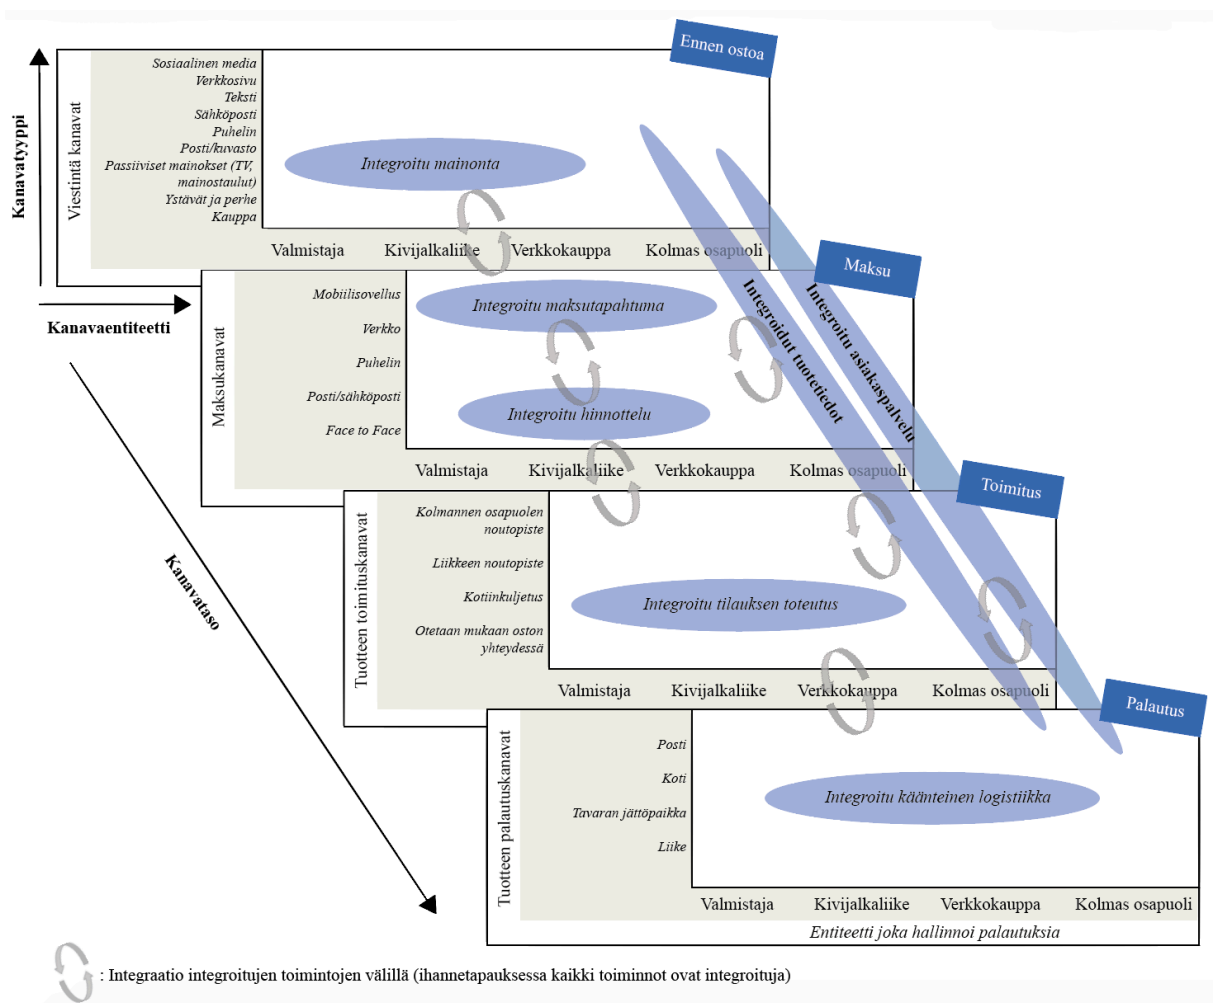 Ennen ostoa
Kanavatyyppi
Viestintä kanavat
Sosiaalinen media
Verkkosivu
Teksti
Sähköposti
Puhelin
Posti/kuvasto
Passiiviset mainokset (TV,
mainostaulut)
Ystävät ja perhe
Kauppa
Integroitu mainonta
Valmistaja Kivijalkaliike Verkkokauppa Kolmas osapuoli
Kanavaentiteetti
Maksu
Maksukanavat
Mobiilisovellus
Verkko
Puhelin
Posti/sähköposti
Face to Face
Integroitu maksutapahtuma
Integroitu hinnottelu
Integroidut tuotetiedot
Integroitu asiakaspalvelu
Valmistaja Kivijalkaliike Verkkokauppa Kolmas osapuoli
Kanavataso
Toimitus
Tuotteen toimituskanavat
Kolmannen osapuolen
noutopiste
Liikkeen noutopiste
Kotiinkuljetus
Otetaan mukaan oston
yhteydessä
Integroitu tilauksen toteutus
Valmistaja Kivijalkaliike Verkkokauppa Kolmas osapuoli
Palautus
Tuotteen palautuskanavat
Posti
Koti
Tavaran jättöpaikka
Liike
Integroitu käänteinen logistiikka
Valmistaja Kivijalkaliike Verkkokauppa Kolmas osapuoli
Entiteetti joka hallinnoi palautuksia
: Integraatio integroitujen toimintojen välillä (ihannetapauksessa kaikki toiminnot ovat integroituja)